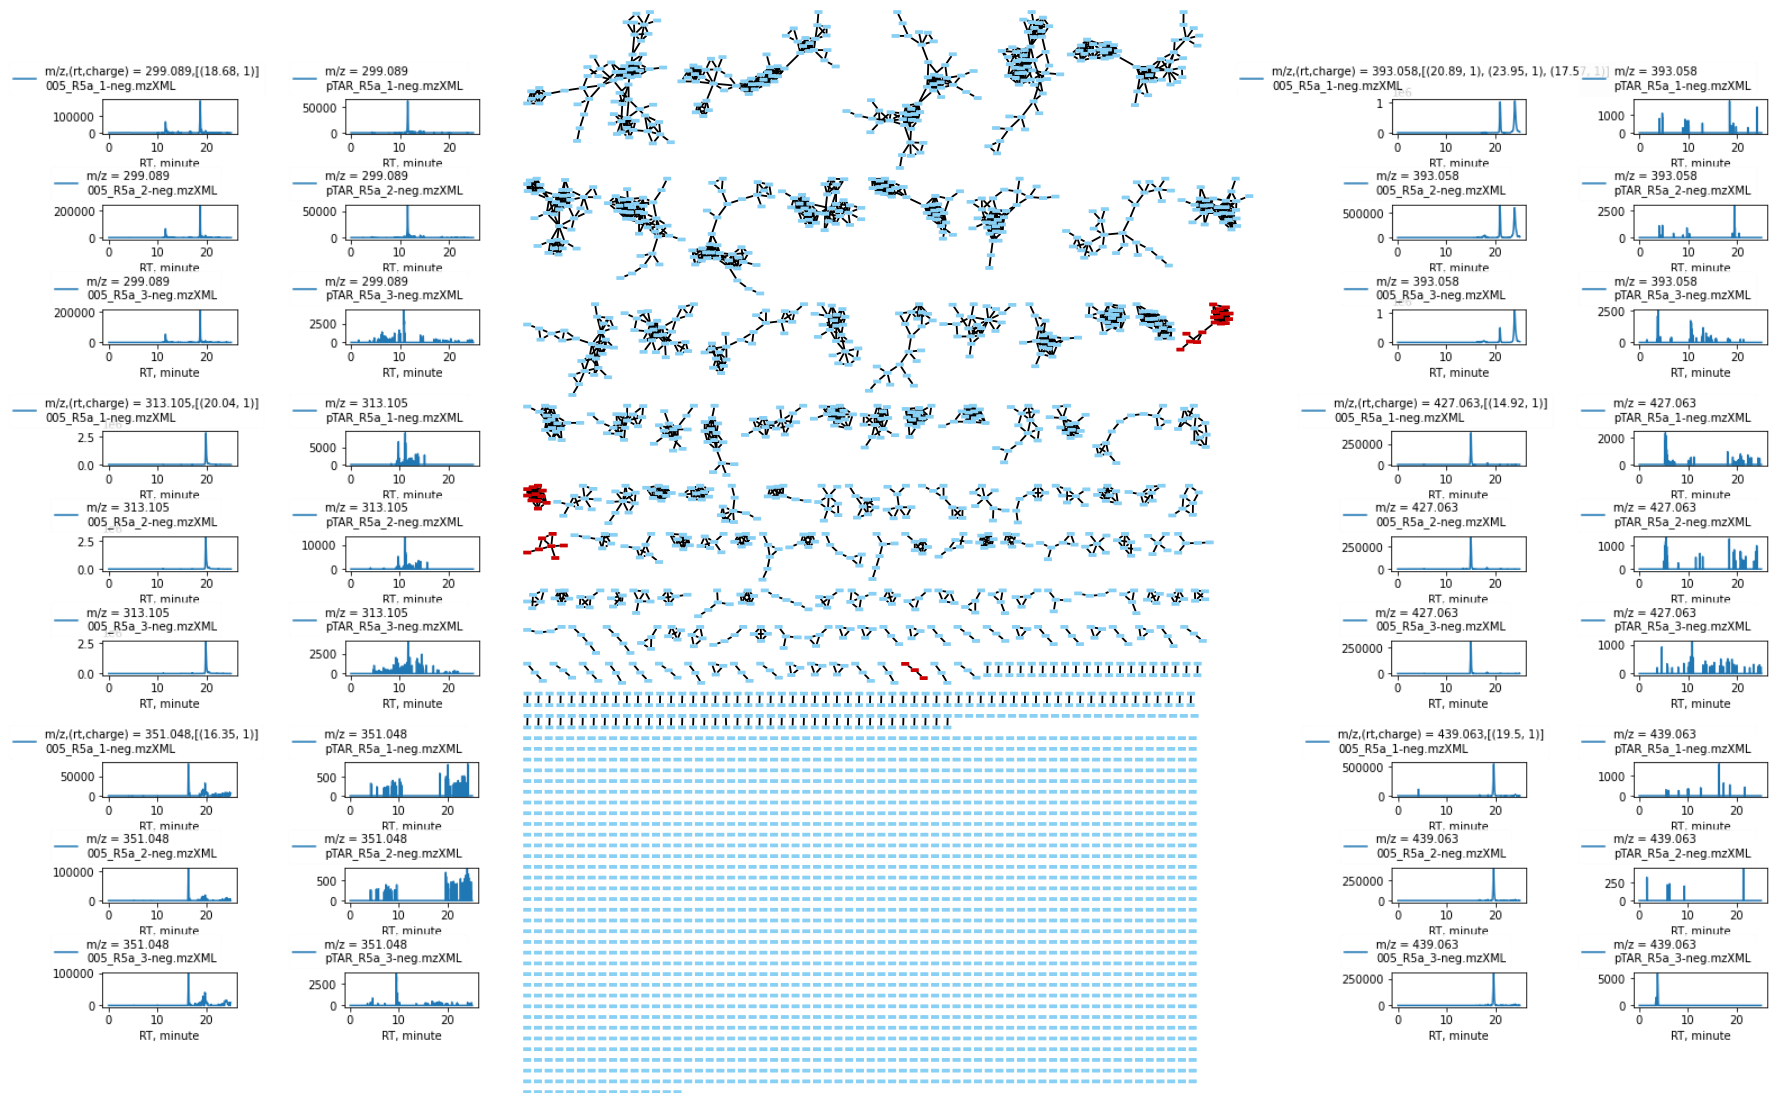 m/z,(rt,charge) = 299.089,[(18.68, 1)]
005_R5a_1-neg.mzXML
100000
0
0 10 20
RT, minute
m/z = 299.089
pTAR_R5a_1-neg.mzXML
50000
0
0 10 20
RT, minute
m/z = 299.089
005_R5a_2-neg.mzXML
200000
0
0 10 20
RT, minute
m/z = 299.089
pTAR_R5a_2-neg.mzXML
50000
0
0 10 20
RT, minute
m/z = 299.089
005_R5a_3-neg.mzXML
200000
0
0 10 20
RT, minute
m/z = 299.089
pTAR_R5a_3-neg.mzXML
2500
0
0 10 20
RT, minute
m/z,(rt,charge) = 313.105,[(20.04, 1)]
005_R5a_1-neg.mzXML
1e6
2.5
0.0
0 10 20
RT, minute
m/z = 313.105
pTAR_R5a_1-neg.mzXML
5000
0
0 10 20
RT, minute
m/z = 313.105
005_R5a_2-neg.mzXML
1e6
2.5
0.0
0 10 20
RT, minute
m/z = 313.105
pTAR_R5a_2-neg.mzXML
10000
0
0 10 20
RT, minute
m/z = 313.105
005_R5a_3-neg.mzXML
1e6
2.5
0.0
0 10 20
RT, minute
m/z = 313.105
pTAR_R5a_3-neg.mzXML
2500
0
0 10 20
RT, minute
m/z,(rt,charge) = 351.048,[(16.35, 1)]
005_R5a_1-neg.mzXML
50000
0
0 10 20
RT, minute
m/z = 351.048
pTAR_R5a_1-neg.mzXML
500
0
0 10 20
RT, minute
m/z = 351.048
005_R5a_2-neg.mzXML
100000
0
0 10 20
RT, minute
m/z = 351.048
pTAR_R5a_2-neg.mzXML
500
0
0 10 20
RT, minute
m/z = 351.048
005_R5a_3-neg.mzXML
100000
0
0 10 20
RT, minute
m/z = 351.048
pTAR_R5a_3-neg.mzXML
2500
0
0 10 20
RT, minute
m/z,(rt,charge) = 393.058,[(20.89, 1), (23.95, 1), (17.57, 1)]
005_R5a_1-neg.mzXML
1e6
1
0
0 10 20
RT, minute
m/z = 393.058
pTAR_R5a_1-neg.mzXML
1000
0
0 10 20
RT, minute
m/z = 393.058
005_R5a_2-neg.mzXML
500000
0
0 10 20
RT, minute
m/z = 393.058
pTAR_R5a_2-neg.mzXML
2500
0
0 10 20
RT, minute
m/z = 393.058
005_R5a_3-neg.mzXML
1e6
1
0
0 10 20
RT, minute
m/z = 393.058
pTAR_R5a_3-neg.mzXML
2500
0
0 10 20
RT, minute
m/z,(rt,charge) = 427.063,[(14.92, 1)]
005_R5a_1-neg.mzXML
250000
0
0 10 20
RT, minute
m/z = 427.063
pTAR_R5a_1-neg.mzXML
2000
0
0 10 20
RT, minute
m/z = 427.063
005_R5a_2-neg.mzXML
250000
0
0 10 20
RT, minute
m/z = 427.063
pTAR_R5a_2-neg.mzXML
1000
0
0 10 20
RT, minute
m/z = 427.063
005_R5a_3-neg.mzXML
250000
0
0 10 20
RT, minute
m/z = 427.063
pTAR_R5a_3-neg.mzXML
1000
0
0 10 20
RT, minute
m/z,(rt,charge) = 439.063,[(19.5, 1)]
005_R5a_1-neg.mzXML
500000
0
0 10 20
RT, minute
m/z = 439.063
pTAR_R5a_1-neg.mzXML
1000
0
0 10 20
RT, minute
m/z = 439.063
005_R5a_2-neg.mzXML
250000
0
0 10 20
RT, minute
m/z = 439.063
pTAR_R5a_2-neg.mzXML
250
0
0 10 20
RT, minute
m/z = 439.063
005_R5a_3-neg.mzXML
250000
0
0 10 20
RT, minute
m/z = 439.063
pTAR_R5a_3-neg.mzXML
5000
0
0 10 20
RT, minute